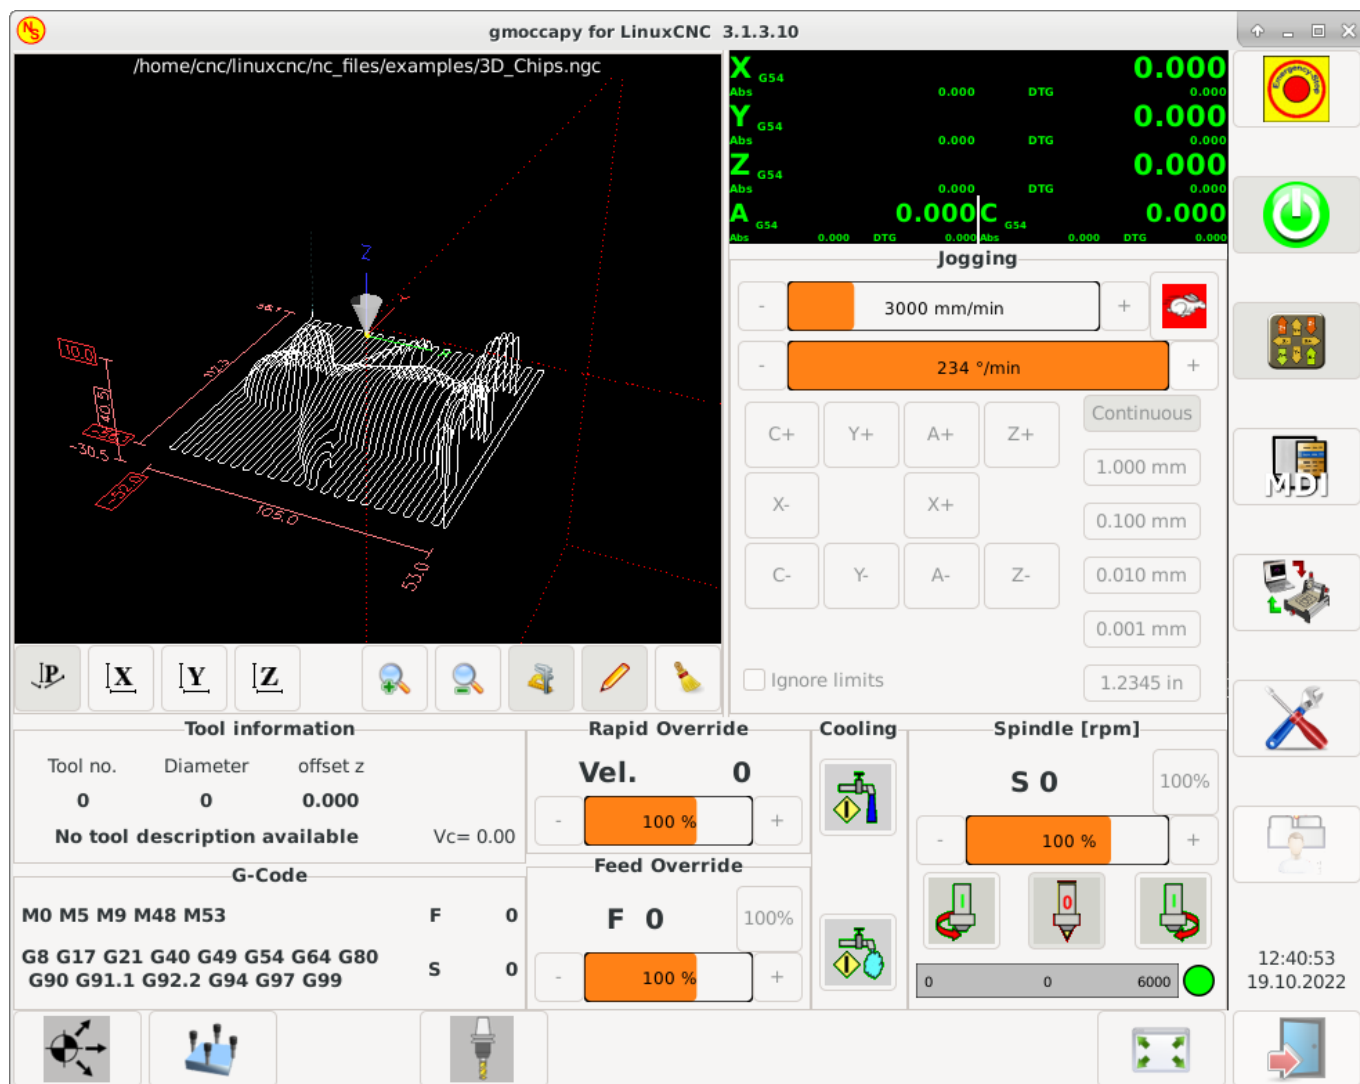 gmoccapy for LinuxCNC 3.1.3.10
/home/cnc/linuxcnc/nc_files/examples/3D_Chips.ngc
Z
10.0
40.5
-30.5
-52.0
105.0
53.0
X G54 0.000
Abs 0.000 DTG 0.000
Y G54 0.000
Abs 0.000 DTG 0.000
Z G54 0.000
Abs 0.000 DTG 0.000
A G54 0.000 C G54 0.000
Abs 0.000 DTG 0.000 Abs 0.000 DTG 0.000
Emergency-Stop
Jogging
- 3000 mm/min +
- 234 °/min +
C+ Y+ A+ Z+
X- X+
C- Y- A- Z-
Continuous
1.000 mm
0.100 mm
0.010 mm
0.001 mm
1.2345 in
Ignore limits
MDI
P X Y Z
Tool information
Tool no. Diameter offset z
0 0 0.000
No tool description available Vc= 0.00
G-Code
M0 M5 M9 M48 M53 F 0
G8 G17 G21 G40 G49 G54 G64 G80
G90 G91.1 G92.2 G94 G97 G99 S 0
Rapid Override
Vel. 0
- 100 % +
Feed Override
F 0 100%
- 100 % +
Cooling
Spindle [rpm]
S 0 100%
- 100 % +
I 0 I
0 0 6000
12:40:53
19.10.2022